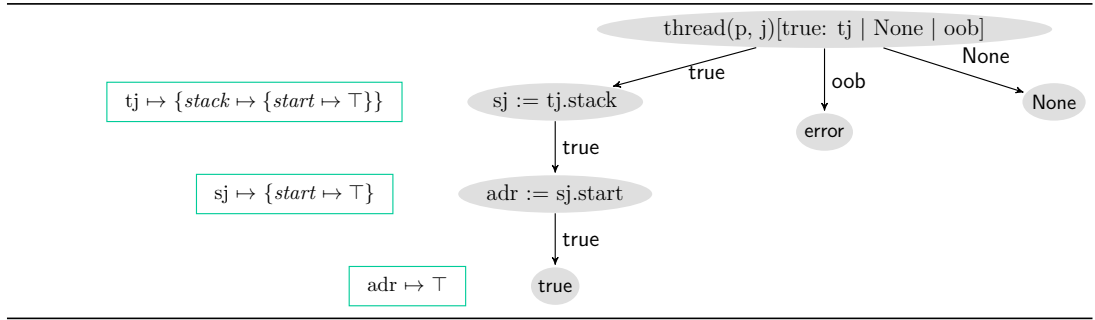 thread(p, j)[true: tj | None | oob]
true
oob
None
tj ↦ {stack ↦ {start ↦ ⊤}}
sj := tj.stack
error
None
true
sj ↦ {start ↦ ⊤}
adr := sj.start
true
adr ↦ ⊤
true